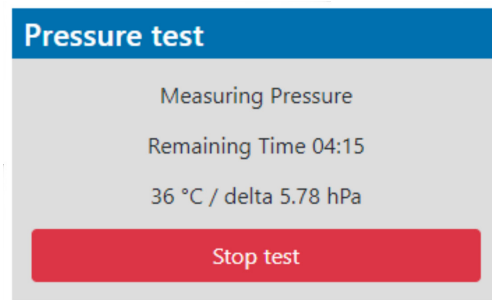 Pressure test
Measuring Pressure
Remaining Time 04:15
36 °C / delta 5.78 hPa
Stop test